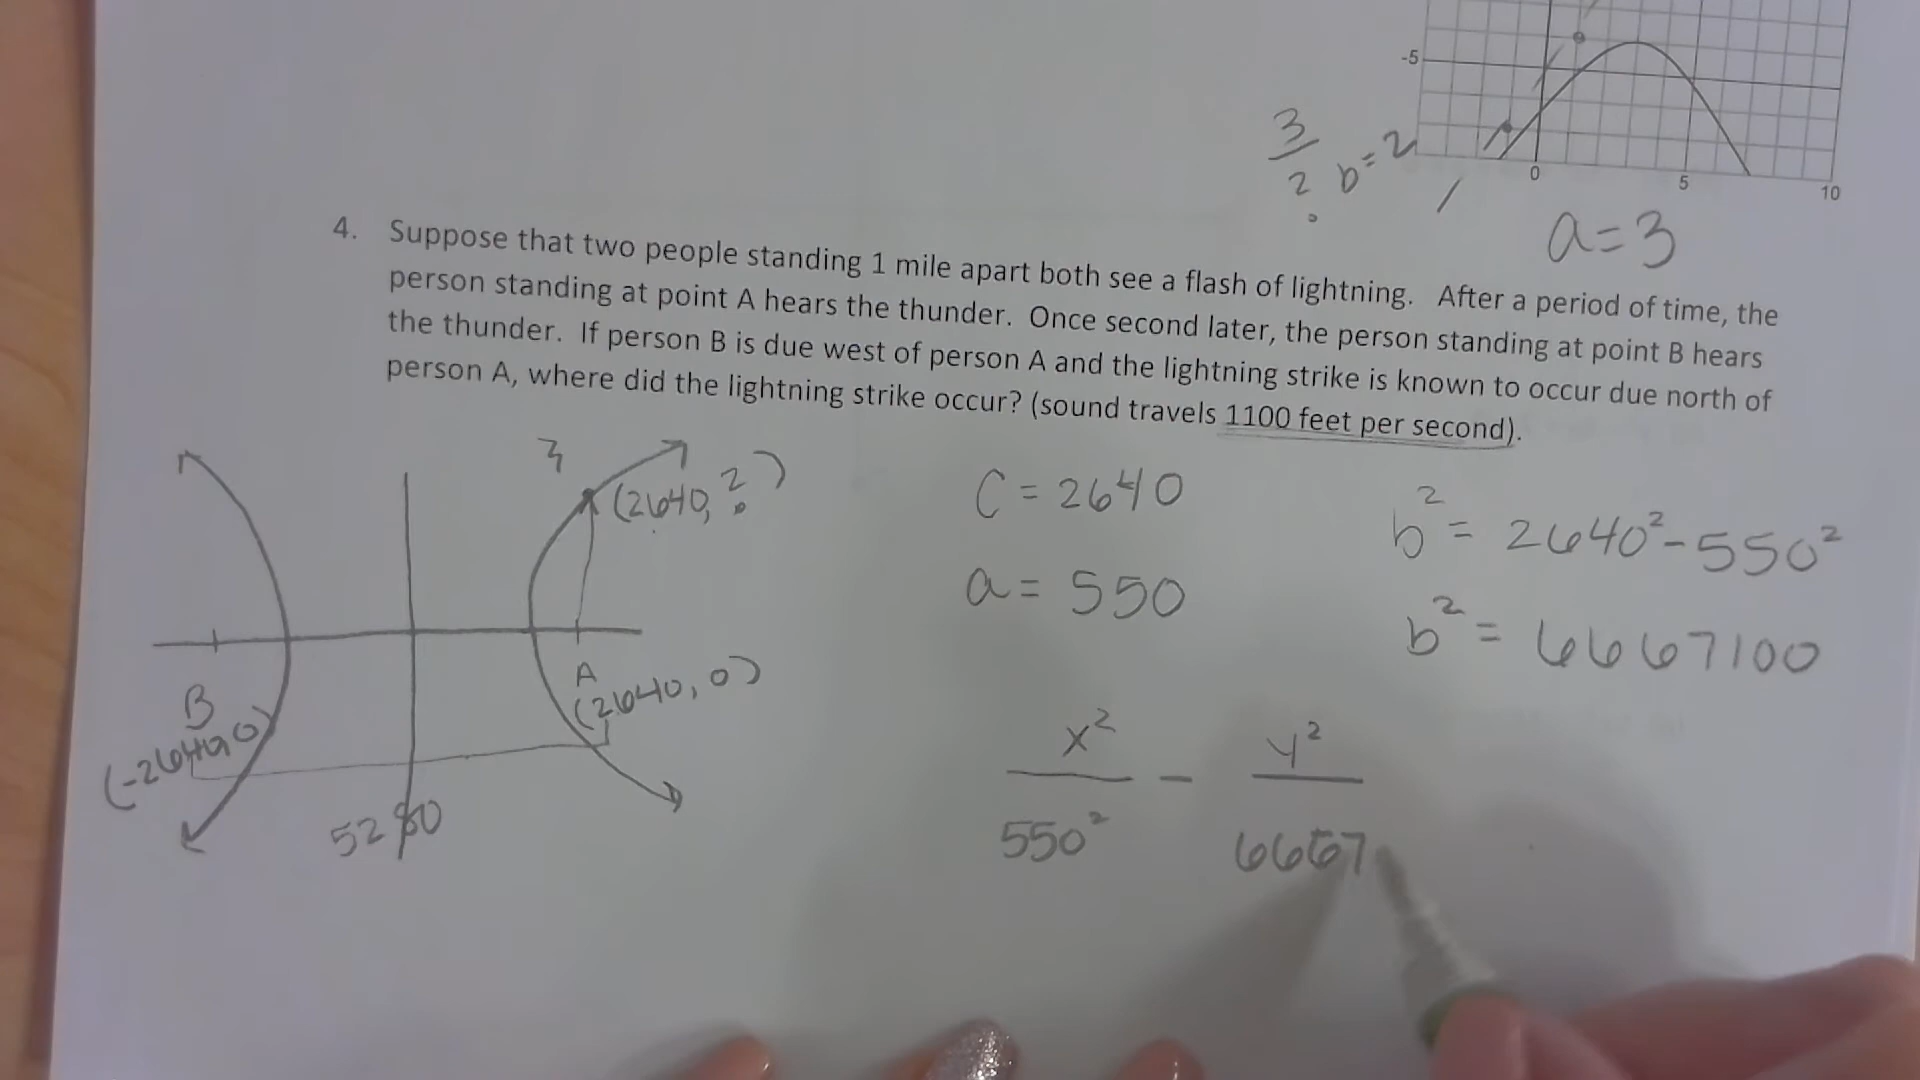 -5
0
5
10
3
2
b=2
a=3
4. Suppose that two people standing 1 mile apart both see a flash of lightning. After a period of time, the
person standing at point A hears the thunder. Once second later, the person standing at point B hears
the thunder. If person B is due west of person A and the lightning strike is known to occur due north of
person A, where did the lightning strike occur? (sound travels 1100 feet per second).
(2640, ?)
A
(2640, 0)
B
(-2640,0)
5280
C = 2640
a = 550
b² = 2640² - 550²
b² = 6667100
x² - y²
550² 6667